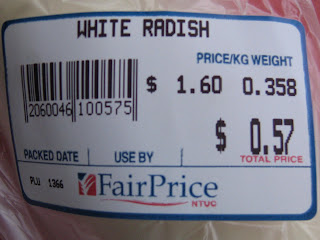 WHITE RADISH
PRICE/KG WEIGHT
$ 1.60 0.358
2060046 100575
$ 0.57
PACKED DATE USE BY TOTAL PRICE
PLU 1366 FairPrice
NTUC